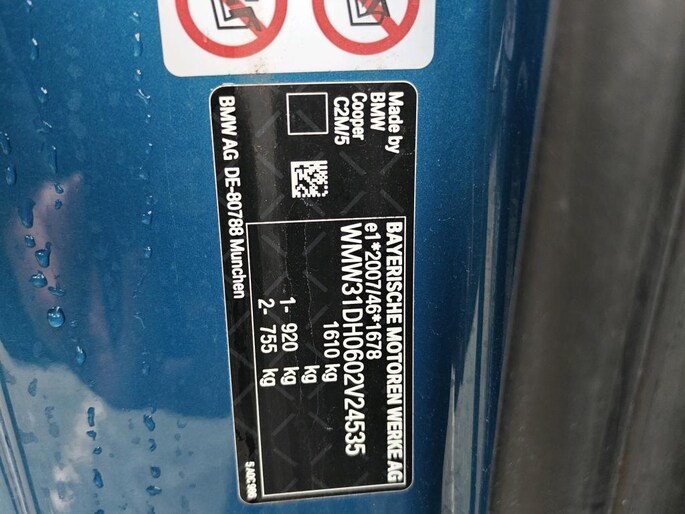 Made by
BMW
Cooper
C2M/5
BMW AG DE-80788 Munchen
BAYERISCHE MOTOREN WERKE AG
e1*2007/46*1678
WMW31DH0602V24535
1610 kg
1- 920 kg
2- 755 kg